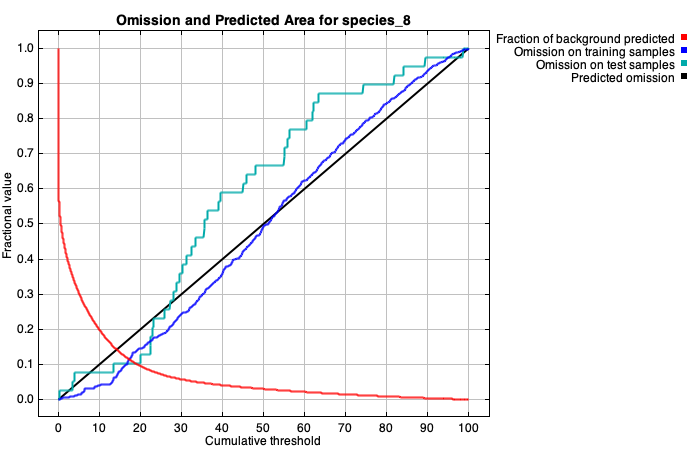 Omission and Predicted Area for species_8
Fraction of background predicted
Omission on training samples
Omission on test samples
Predicted omission
Fractional value
1.0
0.9
0.8
0.7
0.6
0.5
0.4
0.3
0.2
0.1
0.0
0 10 20 30 40 50 60 70 80 90 100
Cumulative threshold